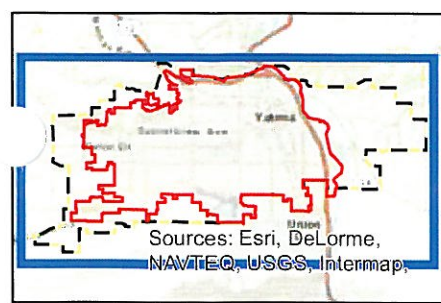 Yakima
Union
Sources: Esri, DeLorme,
NAVTEQ, USGS, Intermap,